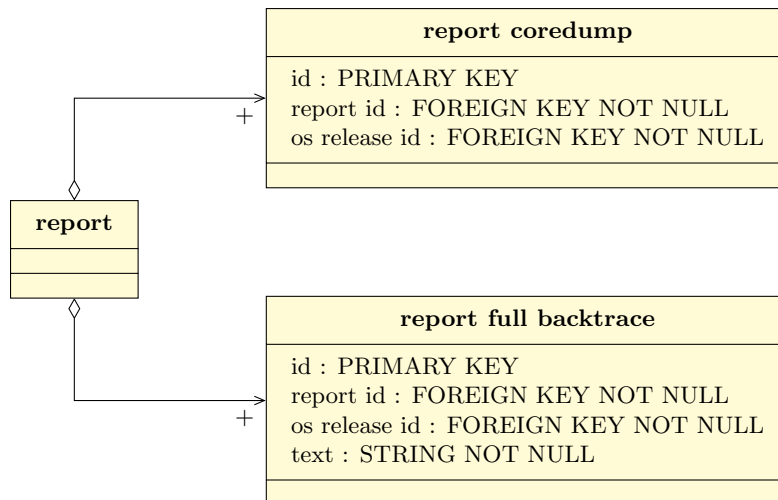 report coredump
id : PRIMARY KEY
report id : FOREIGN KEY NOT NULL
os release id : FOREIGN KEY NOT NULL
+
report
report full backtrace
id : PRIMARY KEY
report id : FOREIGN KEY NOT NULL
os release id : FOREIGN KEY NOT NULL
text : STRING NOT NULL
+